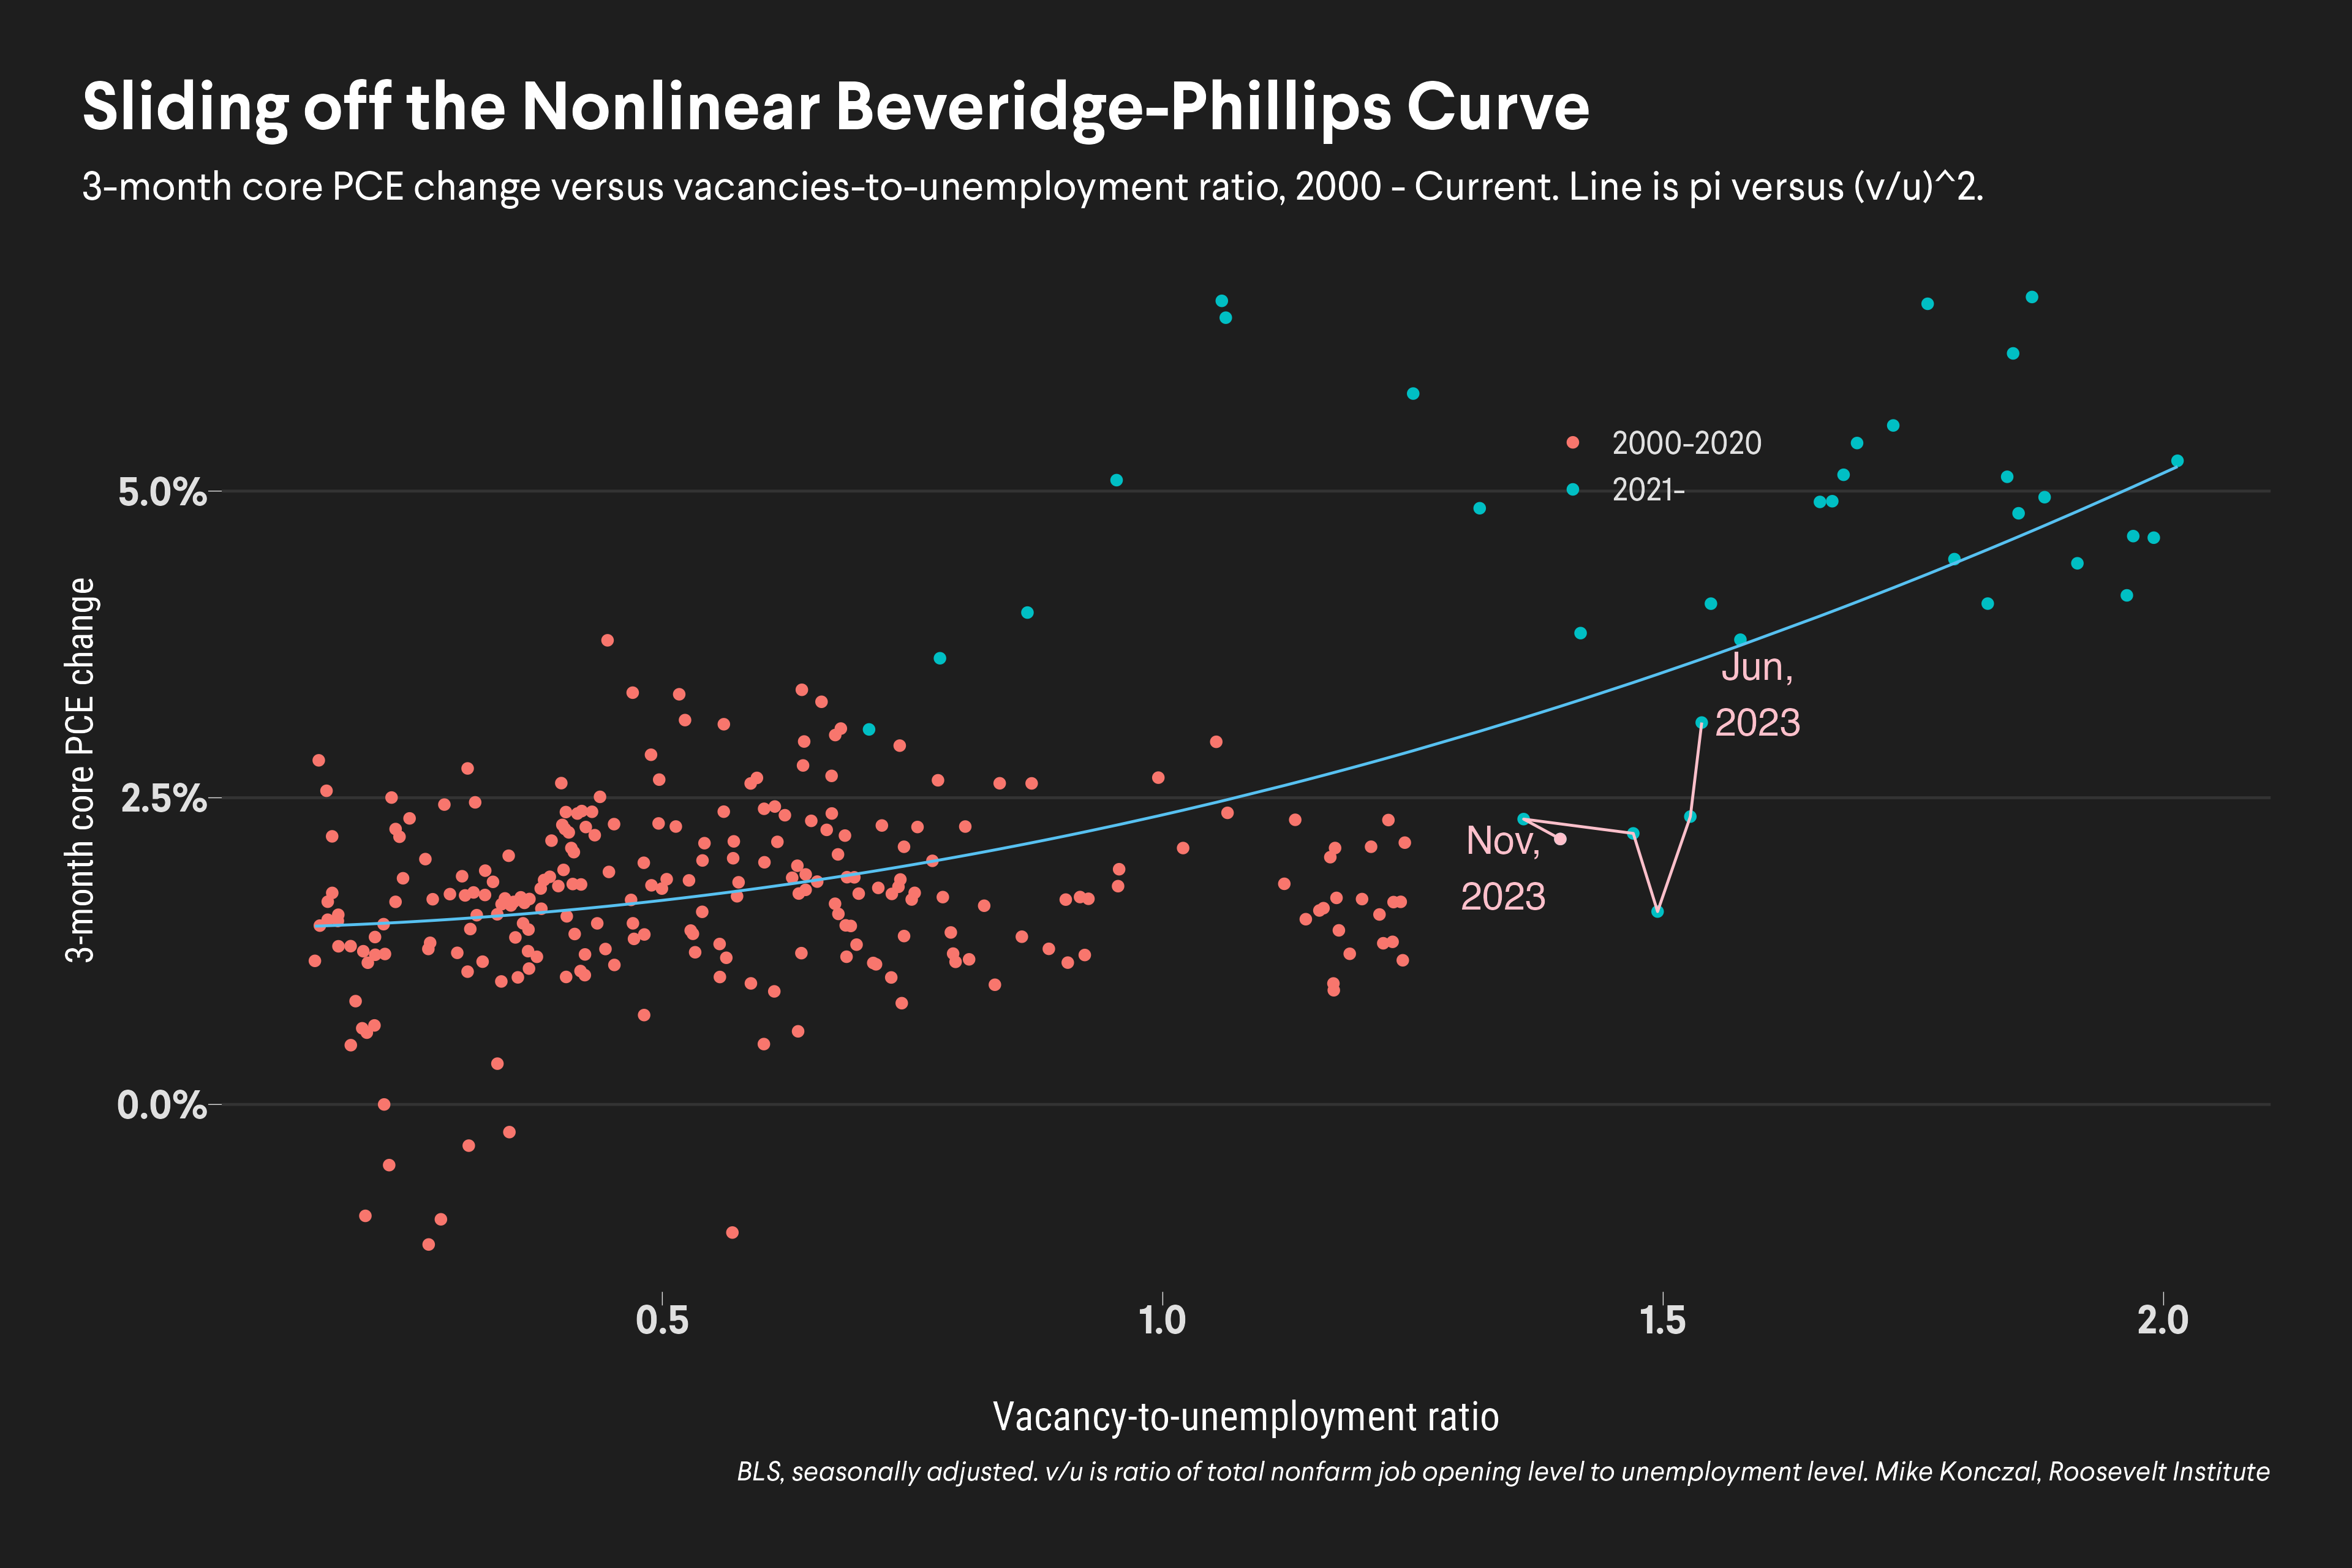 Sliding off the Nonlinear Beveridge-Phillips Curve
3-month core PCE change versus vacancies-to-unemployment ratio, 2000 - Current. Line is pi versus (v/u)^2.
3-month core PCE change
5.0%
2.5%
0.0%
2000-2020
2021-
Jun,
2023
Nov,
2023
0.5
1.0
1.5
2.0
Vacancy-to-unemployment ratio
BLS, seasonally adjusted. v/u is ratio of total nonfarm job opening level to unemployment level. Mike Konczal, Roosevelt Institute